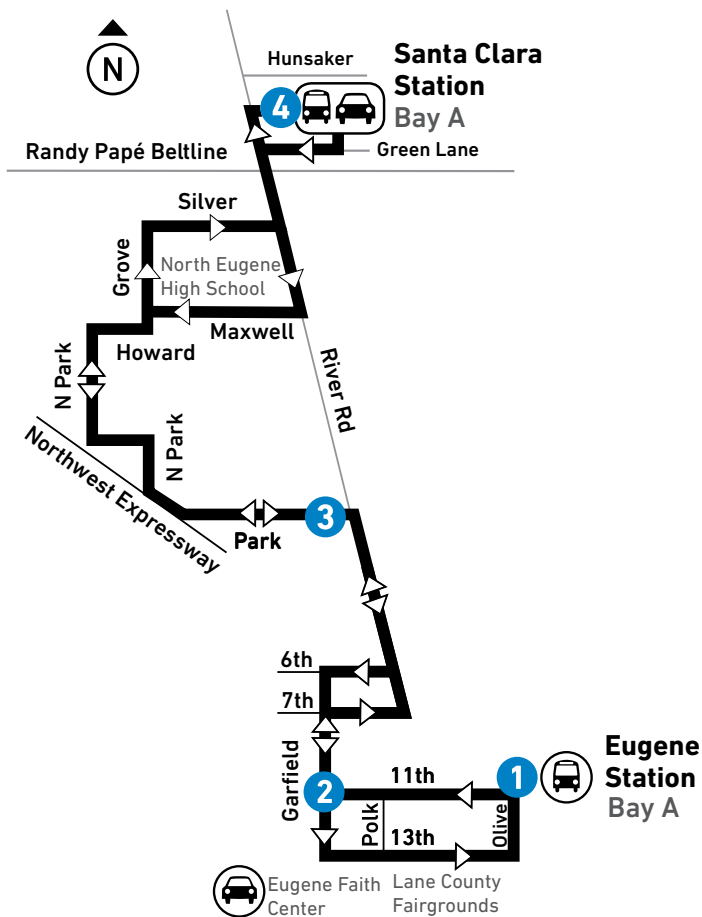 N
Hunsaker
Santa Clara
Station
Bay A
4
Randy Papé Beltline
Green Lane
Silver
Grove
North Eugene
High School
Maxwell
Howard
N Park
River Rd
N Park
Northwest Expressway
3
Park
6th
7th
Garfield
2
11th
1
Eugene
Station
Bay A
Polk
13th
Olive
Eugene Faith
Center
Lane County
Fairgrounds